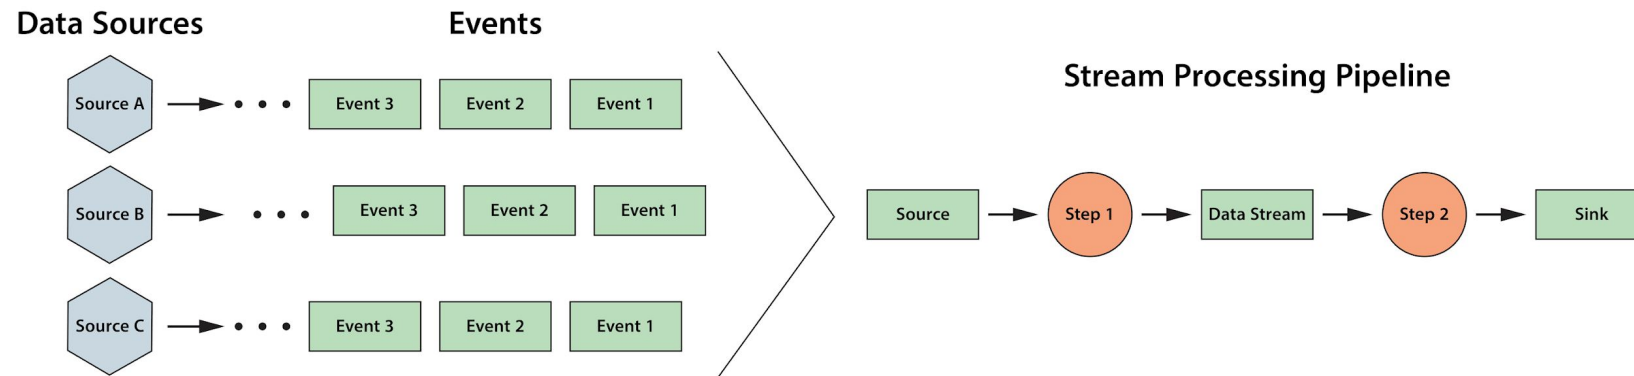 Data Sources
Events
Stream Processing Pipeline
Source A
Event 3
Event 2
Event 1
Source B
Event 3
Event 2
Event 1
Source C
Event 3
Event 2
Event 1
Source
Step 1
Data Stream
Step 2
Sink